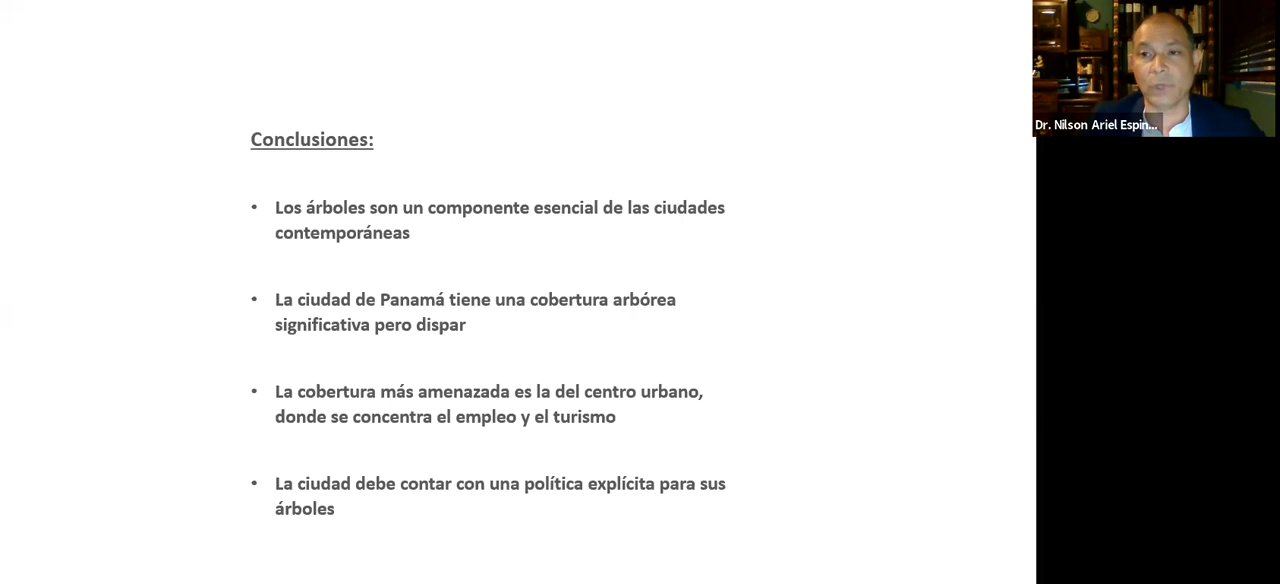 Conclusiones:
• Los árboles son un componente esencial de las ciudades
contemporáneas
• La ciudad de Panamá tiene una cobertura arbórea
significativa pero dispar
• La cobertura más amenazada es la del centro urbano,
donde se concentra el empleo y el turismo
• La ciudad debe contar con una política explícita para sus
árboles
Dr. Nilson Ariel Espin...